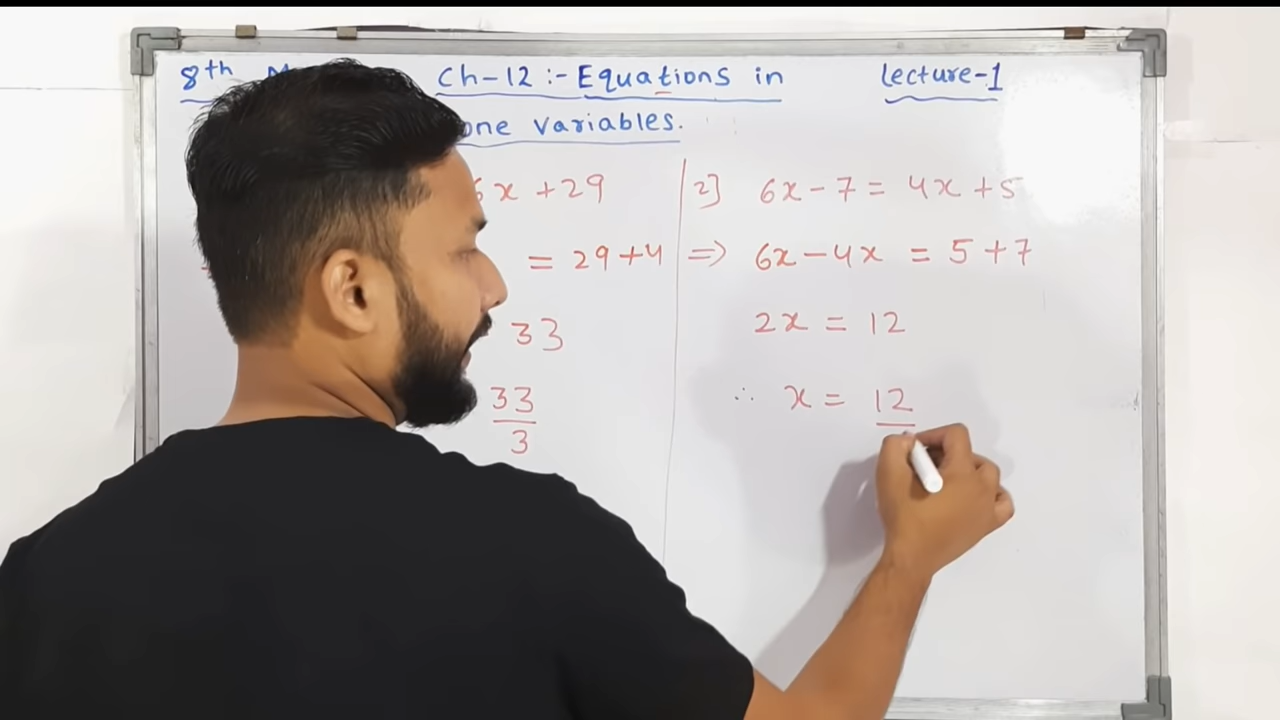 8th Ch-12 :- Equations in lecture-1
one variables.
x + 29
= 29+4
33
33
3
2] 6x - 7 = 4x + 5
=> 6x - 4x = 5 + 7
2x = 12
∴ x = 12